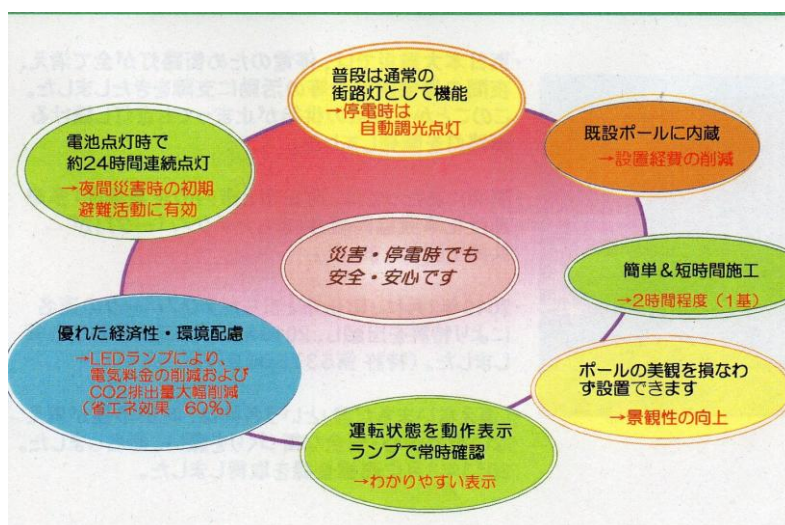 普段は通常の
街路灯として機能
→停電時は
自動調光点灯
電池点灯時で
約24時間連続点灯
→夜間災害時の初期
避難活動に有効
既設ポールに内蔵
→設置経費の削減
災害・停電時でも
安全・安心です
簡単&短時間施工
→2時間程度(1基)
優れた経済性・環境配慮
→LEDランプにより、
電気料金の削減および
CO2排出量大幅削減
(省エネ効果 60%)
ポールの美観を損なわ
ず設置できます
→景観性の向上
運転状態を動作表示
ランプで常時確認
→わかりやすい表示